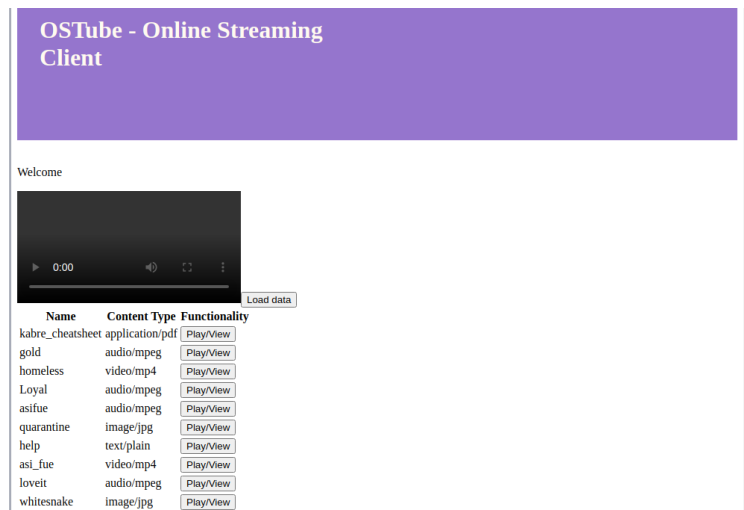 OSTube - Online Streaming
Client
Welcome
0:00
Load data
Name Content Type Functionality
kabre_cheatsheet application/pdf Play/View
gold audio/mpeg Play/View
homeless video/mp4 Play/View
Loyal audio/mpeg Play/View
asifue audio/mpeg Play/View
quarantine image/jpg Play/View
help text/plain Play/View
asi_fue video/mp4 Play/View
loveit audio/mpeg Play/View
whitesnake image/jpg Play/View